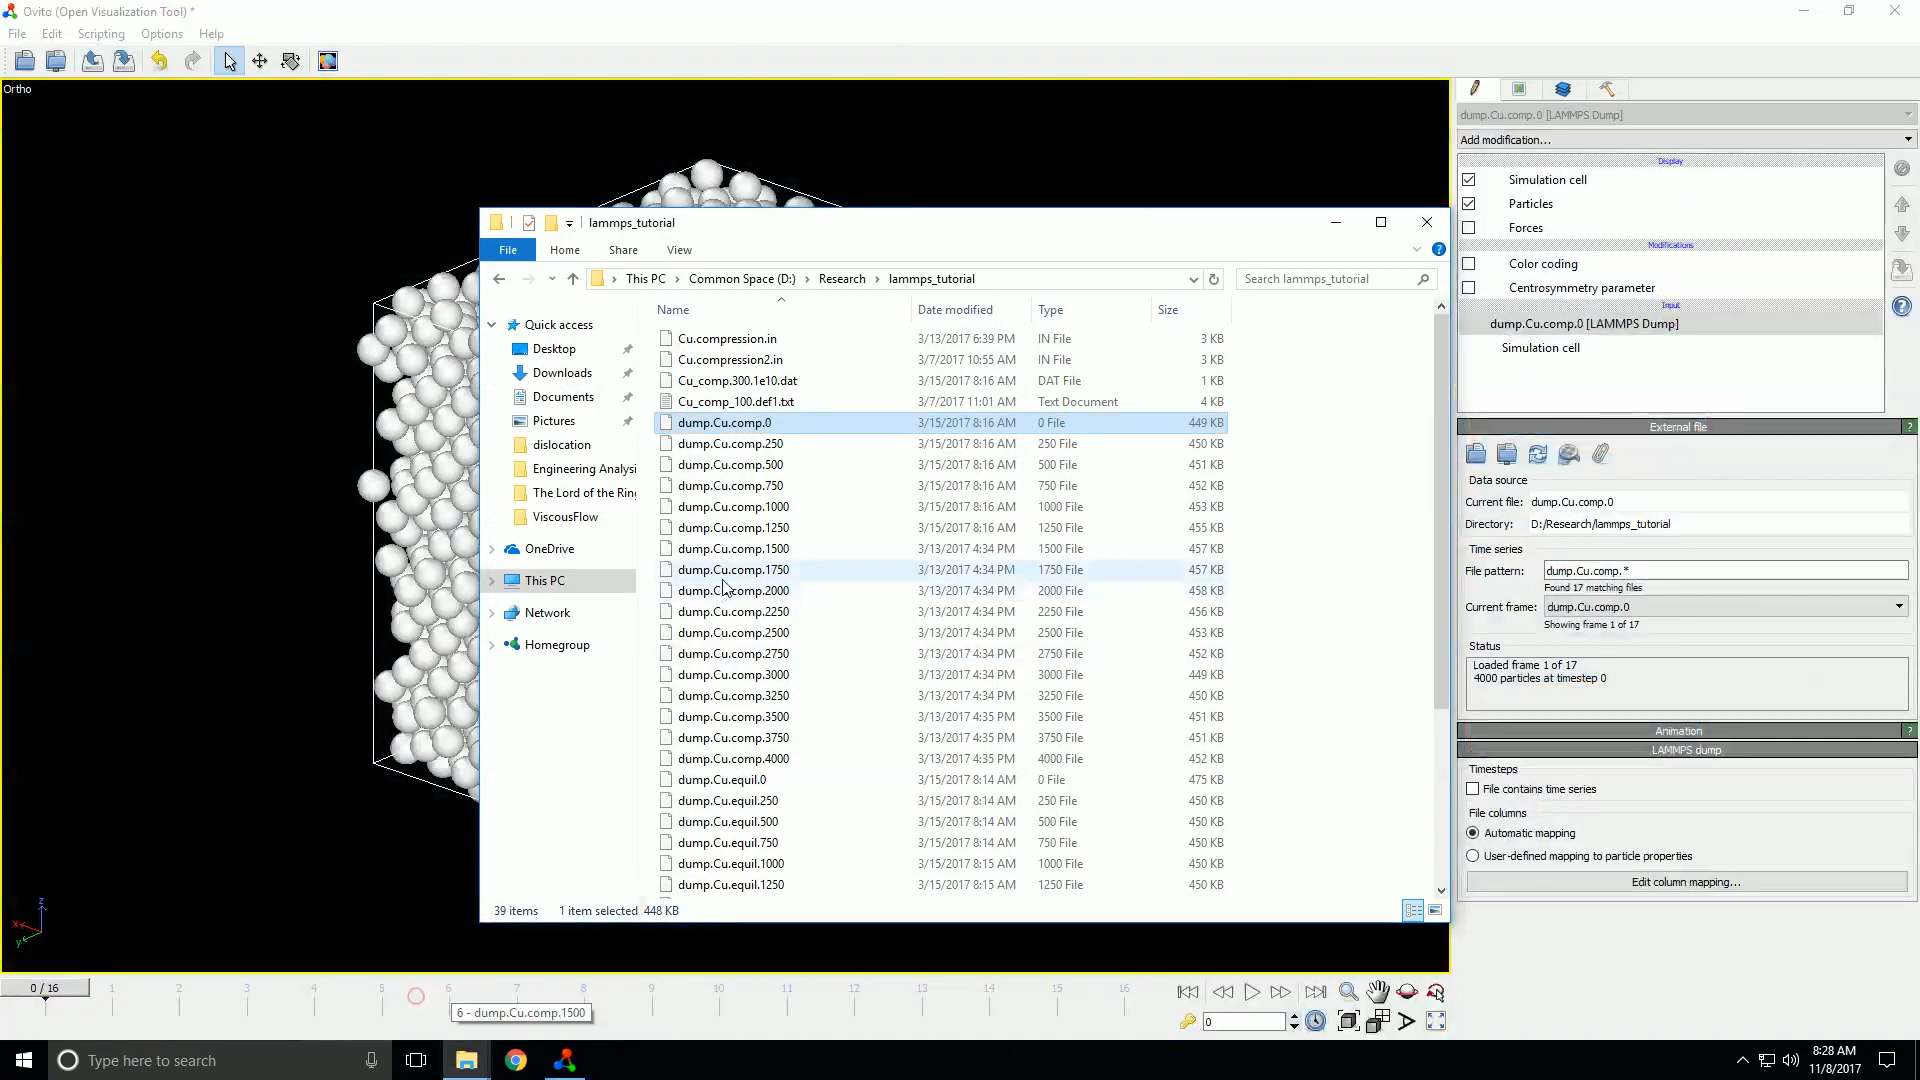 Ovito (Open Visualization Tool) *
File Edit Scripting Options Help
Ortho
lammps_tutorial
File Home Share View
This PC Common Space (D:) Research lammps_tutorial
Search lammps_tutorial
Name Date modified Type Size
Quick access
Desktop
Downloads
Documents
Pictures
dislocation
Engineering Analysi
The Lord of the Rin
ViscousFlow
OneDrive
This PC
Network
Homegroup
Cu.compression.in 3/13/2017 6:39 PM IN File 3 KB
Cu.compression2.in 3/7/2017 10:55 AM IN File 3 KB
Cu_comp.300.1e10.dat 3/15/2017 8:16 AM DAT File 1 KB
Cu_comp_100.def1.txt 3/7/2017 11:01 AM Text Document 4 KB
dump.Cu.comp.0 3/15/2017 8:16 AM 0 File 449 KB
dump.Cu.comp.250 3/15/2017 8:16 AM 250 File 450 KB
dump.Cu.comp.500 3/15/2017 8:16 AM 500 File 451 KB
dump.Cu.comp.750 3/15/2017 8:16 AM 750 File 452 KB
dump.Cu.comp.1000 3/15/2017 8:16 AM 1000 File 453 KB
dump.Cu.comp.1250 3/15/2017 8:16 AM 1250 File 455 KB
dump.Cu.comp.1500 3/13/2017 4:34 PM 1500 File 457 KB
dump.Cu.comp.1750 3/13/2017 4:34 PM 1750 File 457 KB
dump.Cu.comp.2000 3/13/2017 4:34 PM 2000 File 458 KB
dump.Cu.comp.2250 3/13/2017 4:34 PM 2250 File 456 KB
dump.Cu.comp.2500 3/13/2017 4:34 PM 2500 File 453 KB
dump.Cu.comp.2750 3/13/2017 4:34 PM 2750 File 452 KB
dump.Cu.comp.3000 3/13/2017 4:34 PM 3000 File 449 KB
dump.Cu.comp.3250 3/13/2017 4:34 PM 3250 File 450 KB
dump.Cu.comp.3500 3/13/2017 4:35 PM 3500 File 451 KB
dump.Cu.comp.3750 3/13/2017 4:35 PM 3750 File 451 KB
dump.Cu.comp.4000 3/13/2017 4:35 PM 4000 File 452 KB
dump.Cu.equil.0 3/15/2017 8:14 AM 0 File 475 KB
dump.Cu.equil.250 3/15/2017 8:14 AM 250 File 450 KB
dump.Cu.equil.500 3/15/2017 8:14 AM 500 File 450 KB
dump.Cu.equil.750 3/15/2017 8:14 AM 750 File 450 KB
dump.Cu.equil.1000 3/15/2017 8:15 AM 1000 File 450 KB
dump.Cu.equil.1250 3/15/2017 8:15 AM 1250 File 450 KB
39 items 1 item selected 448 KB
dump.Cu.comp.0 [LAMMPS Dump]
Add modification...
Display
Simulation cell
Particles
Forces
Modifications
Color coding
Centrosymmetry parameter
Input
dump.Cu.comp.0 [LAMMPS Dump]
Simulation cell
External file ?
Data source
Current file: dump.Cu.comp.0
Directory: D:/Research/lammps_tutorial
Time series
File pattern: dump.Cu.comp.*
Found 17 matching files
Current frame: dump.Cu.comp.0
Showing frame 1 of 17
Status
Loaded frame 1 of 17
4000 particles at timestep 0
Animation ?
LAMMPS dump
Timesteps
File contains time series
File columns
Automatic mapping
User-defined mapping to particle properties
Edit column mapping...
z
x
y
0 / 16 1 2 3 4 5 6 7 8 9 10 11 12 13 14 15 16
6 - dump.Cu.comp.1500
0
Type here to search
8:28 AM
11/8/2017